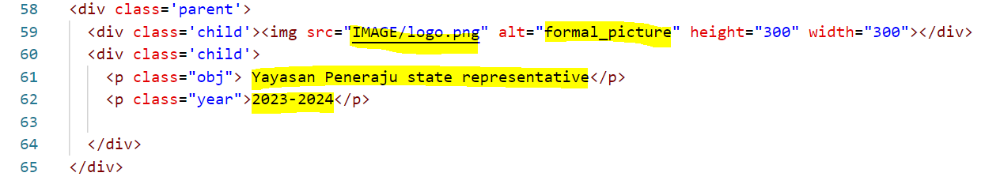 58 <div class='parent'>
59 <div class='child'><img src="IMAGE/logo.png" alt="formal_picture" height="300" width="300"></div>
60 <div class='child'>
61 <p class="obj"> Yayasan Peneraju state representative</p>
62 <p class="year">2023-2024</p>
63
64 </div>
65 </div>